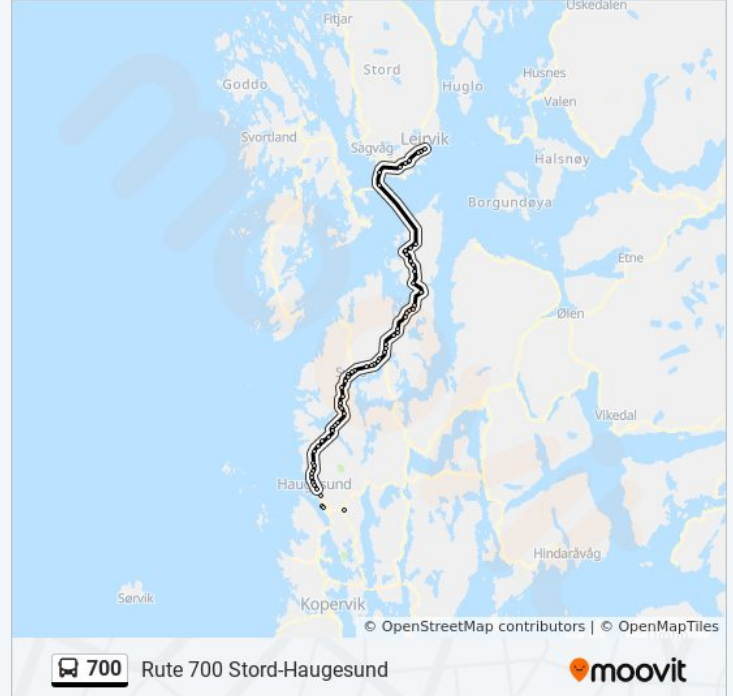 Uskedalen
Fitjar
Stord
Husnes
Goddo
Huglo
Valen
Svortland
Leirvik
Sagvåg
Halsnøy
Borgundøya
Etne
Ølen
Vikedal
Haugesund
Hindaråvåg
Sørvik
Kopervik
© OpenStreetMap contributors | © OpenMapTiles
700 Rute 700 Stord-Haugesund
moovit